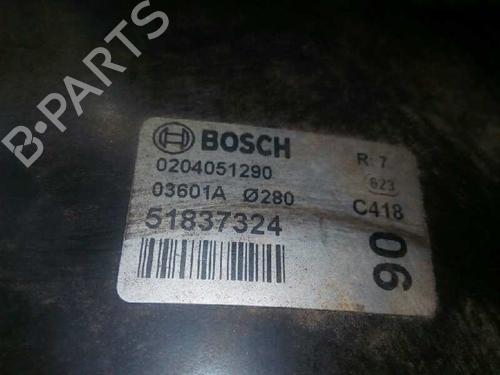 BOSCH R: 7
0204051290 623
03601A Ø280 C418
51837324
90
B-PARTS